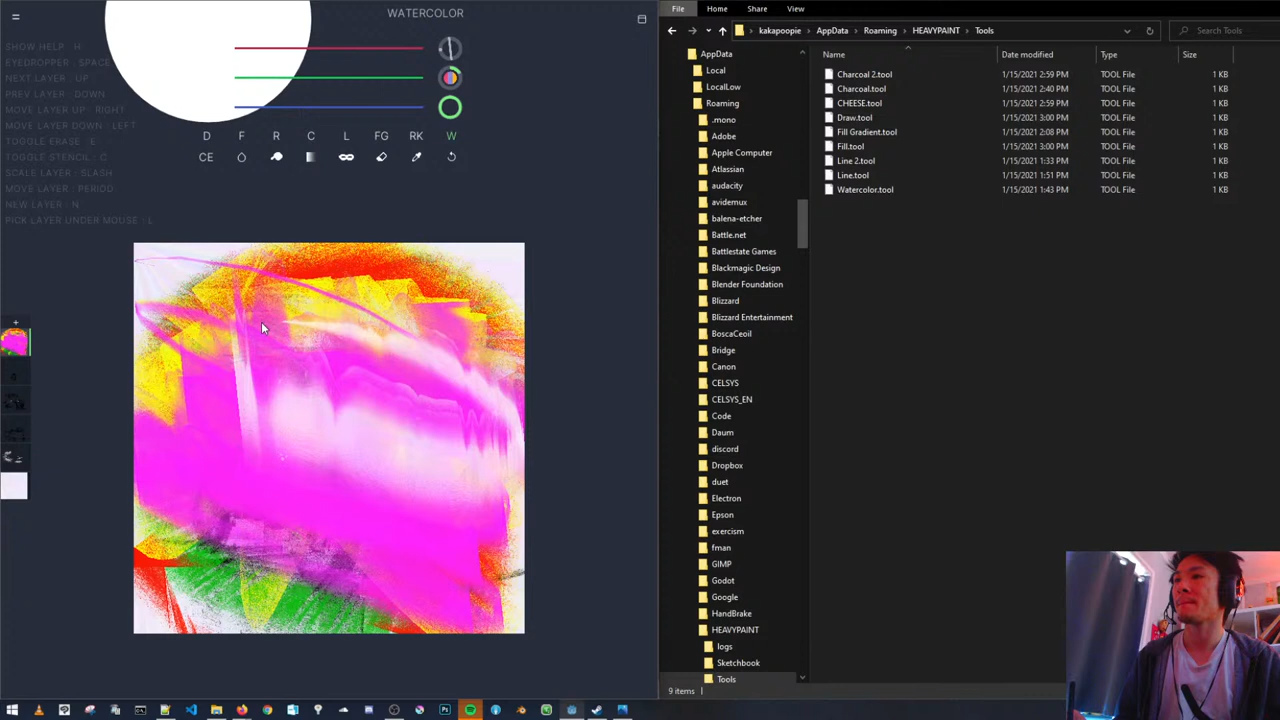 WATERCOLOR
SHOW HELP : H
EYEDROPPER : SPACE
NEXT LAYER : UP
PREV LAYER : DOWN
MOVE LAYER UP : RIGHT
MOVE LAYER DOWN : LEFT
TOGGLE ERASE : E
TOGGLE STENCIL : C
SCALE LAYER : SLASH
MOVE LAYER : PERIOD
NEW LAYER : N
PICK LAYER UNDER MOUSE : L
D F R C L FG RK W
CE
File Home Share View
kakapoopie > AppData > Roaming > HEAVYPAINT > Tools
Search Tools
AppData
Local
LocalLow
Roaming
.mono
Adobe
Apple Computer
Atlassian
audacity
avidemux
balena-etcher
Battle.net
Battlestate Games
Blackmagic Design
Blender Foundation
Blizzard
Blizzard Entertainment
BoscaCeoil
Bridge
Canon
CELSYS
CELSYS_EN
Code
Daum
discord
Dropbox
duet
Electron
Epson
exercism
fman
GIMP
Godot
Google
HandBrake
HEAVYPAINT
logs
Sketchbook
Tools
Name Date modified Type Size
Charcoal 2.tool 1/15/2021 2:59 PM TOOL File 1 KB
Charcoal.tool 1/15/2021 2:40 PM TOOL File 1 KB
CHEESE.tool 1/15/2021 2:59 PM TOOL File 1 KB
Draw.tool 1/15/2021 3:00 PM TOOL File 1 KB
Fill Gradient.tool 1/15/2021 2:08 PM TOOL File 1 KB
Fill.tool 1/15/2021 3:00 PM TOOL File 1 KB
Line 2.tool 1/15/2021 1:33 PM TOOL File 1 KB
Line.tool 1/15/2021 1:51 PM TOOL File 1 KB
Watercolor.tool 1/15/2021 1:43 PM TOOL File 1 KB
9 items